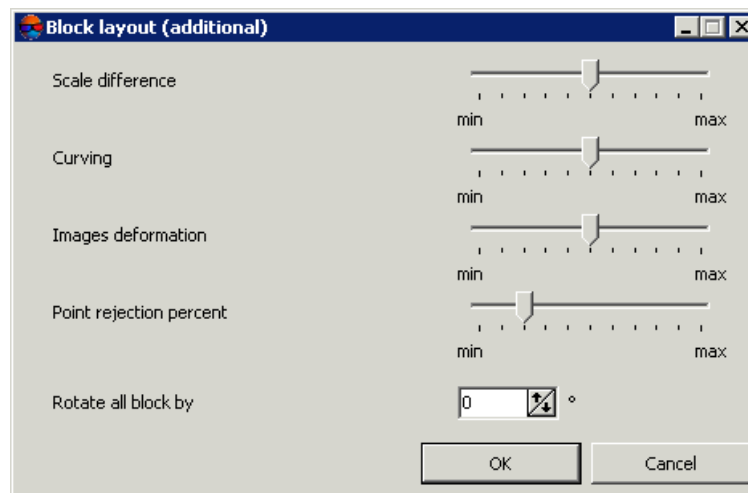 Block layout (additional)
Scale difference
min max
Curving
min max
Images deformation
min max
Point rejection percent
min max
Rotate all block by 0 °
OK Cancel